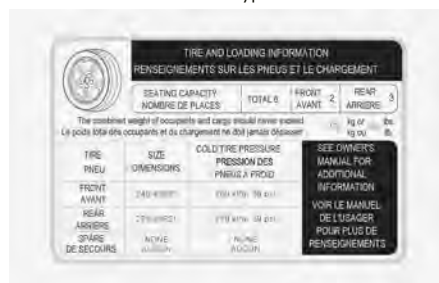 TIRE AND LOADING INFORMATION
RENSEIGNEMENTS SUR LES PNEUS ET LE CHARGEMENT
SEATING CAPACITY
NOMBRE DE PLACES
TOTAL 5
FRONT
AVANT
2
REAR
ARRIERE
3
The combined weight of occupants and cargo should never exceed kg or lbs.
Le poids total des occupants et du chargement ne doit jamais dépasser kg ou lb.
TIRE
PNEU
SIZE
DIMENSIONS
COLD TIRE PRESSURE
PRESSION DES
PNEUS A FROID
SEE OWNER'S
MANUAL FOR
ADDITIONAL
INFORMATION
VOIR LE MANUEL
DE L'USAGER
POUR PLUS DE
RENSEIGNEMENTS
FRONT
AVANT
REAR
ARRIERE
SPARE
DE SECOURS
NONE
AUCUN
NONE
AUCUN